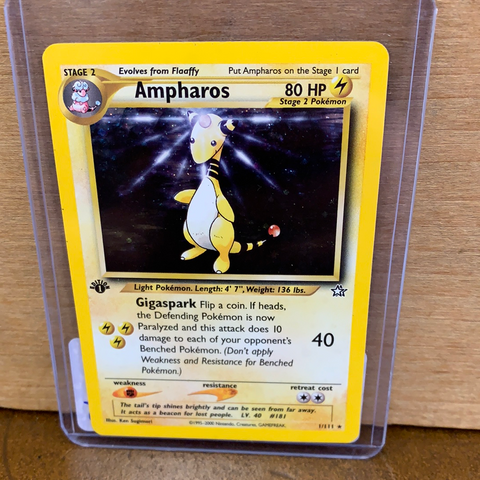 STAGE 2 Evolves from Flaaffy Put Ampharos on the Stage 1 card
Ampharos 80 HP
Stage 2 Pokémon
Light Pokémon. Length: 4' 7", Weight: 136 lbs.
EDITION
1
Gigaspark Flip a coin. If heads,
the Defending Pokémon is now
Paralyzed and this attack does 10
damage to each of your opponent's
Benched Pokémon. (Don't apply
Weakness and Resistance for Benched
Pokémon.)
40
weakness resistance retreat cost
The tail's tip shines brightly and can be seen from far away.
It acts as a beacon for lost people. LV. 40 #181
Illus. Ken Sugimori ©1995-2000 Nintendo, Creatures, GAMEFREAK. 1/111 ★